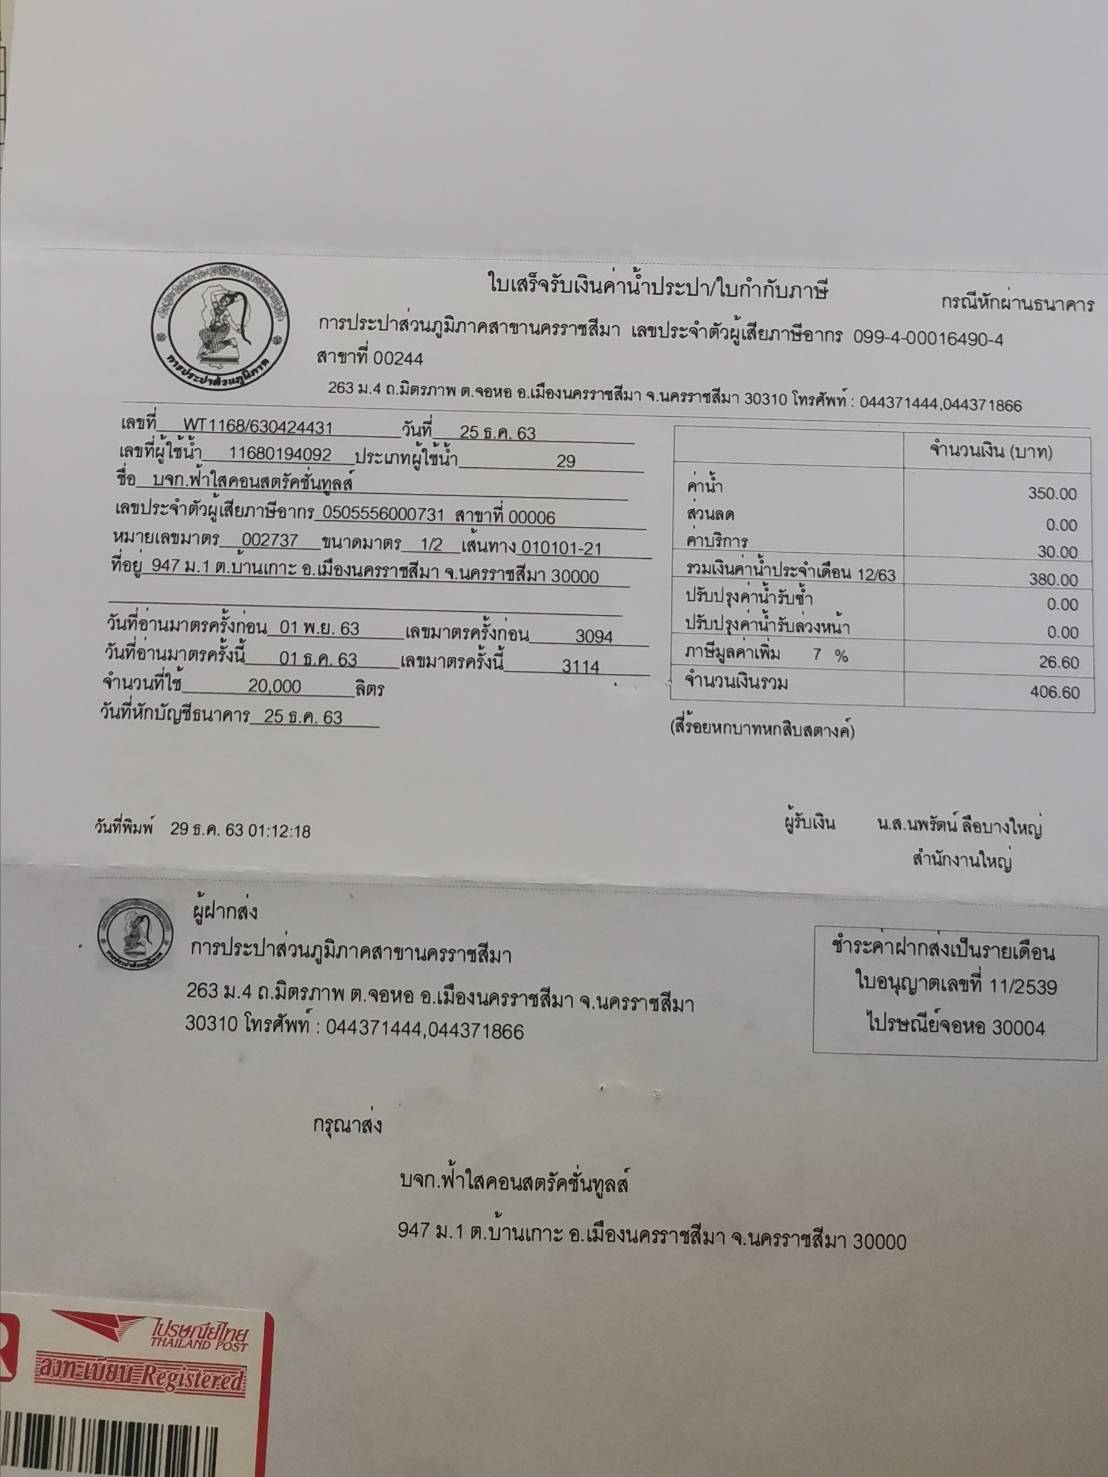 ใบเสร็จรับเงินค่าน้ำประปา/ใบกำกับภาษี
กรณีหักผ่านธนาคาร
การประปาส่วนภูมิภาคสาขานครราชสีมา เลขประจำตัวผู้เสียภาษีอากร 099-4-00016490-4
สาขาที่ 00244
263 ม.4 ถ.มิตรภาพ ต.จอหอ อ.เมืองนครราชสีมา จ.นครราชสีมา 30310 โทรศัพท์ : 044371444,044371866
การประปาส่วนภูมิภาค
เลขที่ WT1168/630424431 วันที่ 25 ธ.ค. 63
เลขที่ผู้ใช้น้ำ 11680194092 ประเภทผู้ใช้น้ำ 29
ชื่อ บจก.ฟ้าใสคอนสตรัคชั่นทูลส์
เลขประจำตัวผู้เสียภาษีอากร 0505556000731 สาขาที่ 00006
หมายเลขมาตร 002737 ขนาดมาตร 1/2 เส้นทาง 010101-21
ที่อยู่ 947 ม.1 ต.บ้านเกาะ อ.เมืองนครราชสีมา จ.นครราชสีมา 30000
วันที่อ่านมาตรครั้งก่อน 01 พ.ย. 63 เลขมาตรครั้งก่อน 3094
วันที่อ่านมาตรครั้งนี้ 01 ธ.ค. 63 เลขมาตรครั้งนี้ 3114
จำนวนที่ใช้ 20,000 ลิตร
วันที่หักบัญชีธนาคาร 25 ธ.ค. 63
จำนวนเงิน (บาท)
ค่าน้ำ 350.00
ส่วนลด 0.00
ค่าบริการ 30.00
รวมเงินค่าน้ำประจำเดือน 12/63 380.00
ปรับปรุงค่าน้ำรับซ้ำ 0.00
ปรับปรุงค่าน้ำรับล่วงหน้า 0.00
ภาษีมูลค่าเพิ่ม 7 % 26.60
จำนวนเงินรวม 406.60
(สี่ร้อยหกบาทหกสิบสตางค์)
วันที่พิมพ์ 29 ธ.ค. 63 01:12:18
ผู้รับเงิน น.ส.นพรัตน์ ลือบางใหญ่
สำนักงานใหญ่
ผู้ฝากส่ง
การประปาส่วนภูมิภาคสาขานครราชสีมา
263 ม.4 ถ.มิตรภาพ ต.จอหอ อ.เมืองนครราชสีมา จ.นครราชสีมา
30310 โทรศัพท์ : 044371444,044371866
ชำระค่าฝากส่งเป็นรายเดือน
ใบอนุญาตเลขที่ 11/2539
ไปรษณีย์จอหอ 30004
กรุณาส่ง
บจก.ฟ้าใสคอนสตรัคชั่นทูลส์
947 ม.1 ต.บ้านเกาะ อ.เมืองนครราชสีมา จ.นครราชสีมา 30000
ไปรษณีย์ไทย
THAILAND POST
ลงทะเบียน Registered